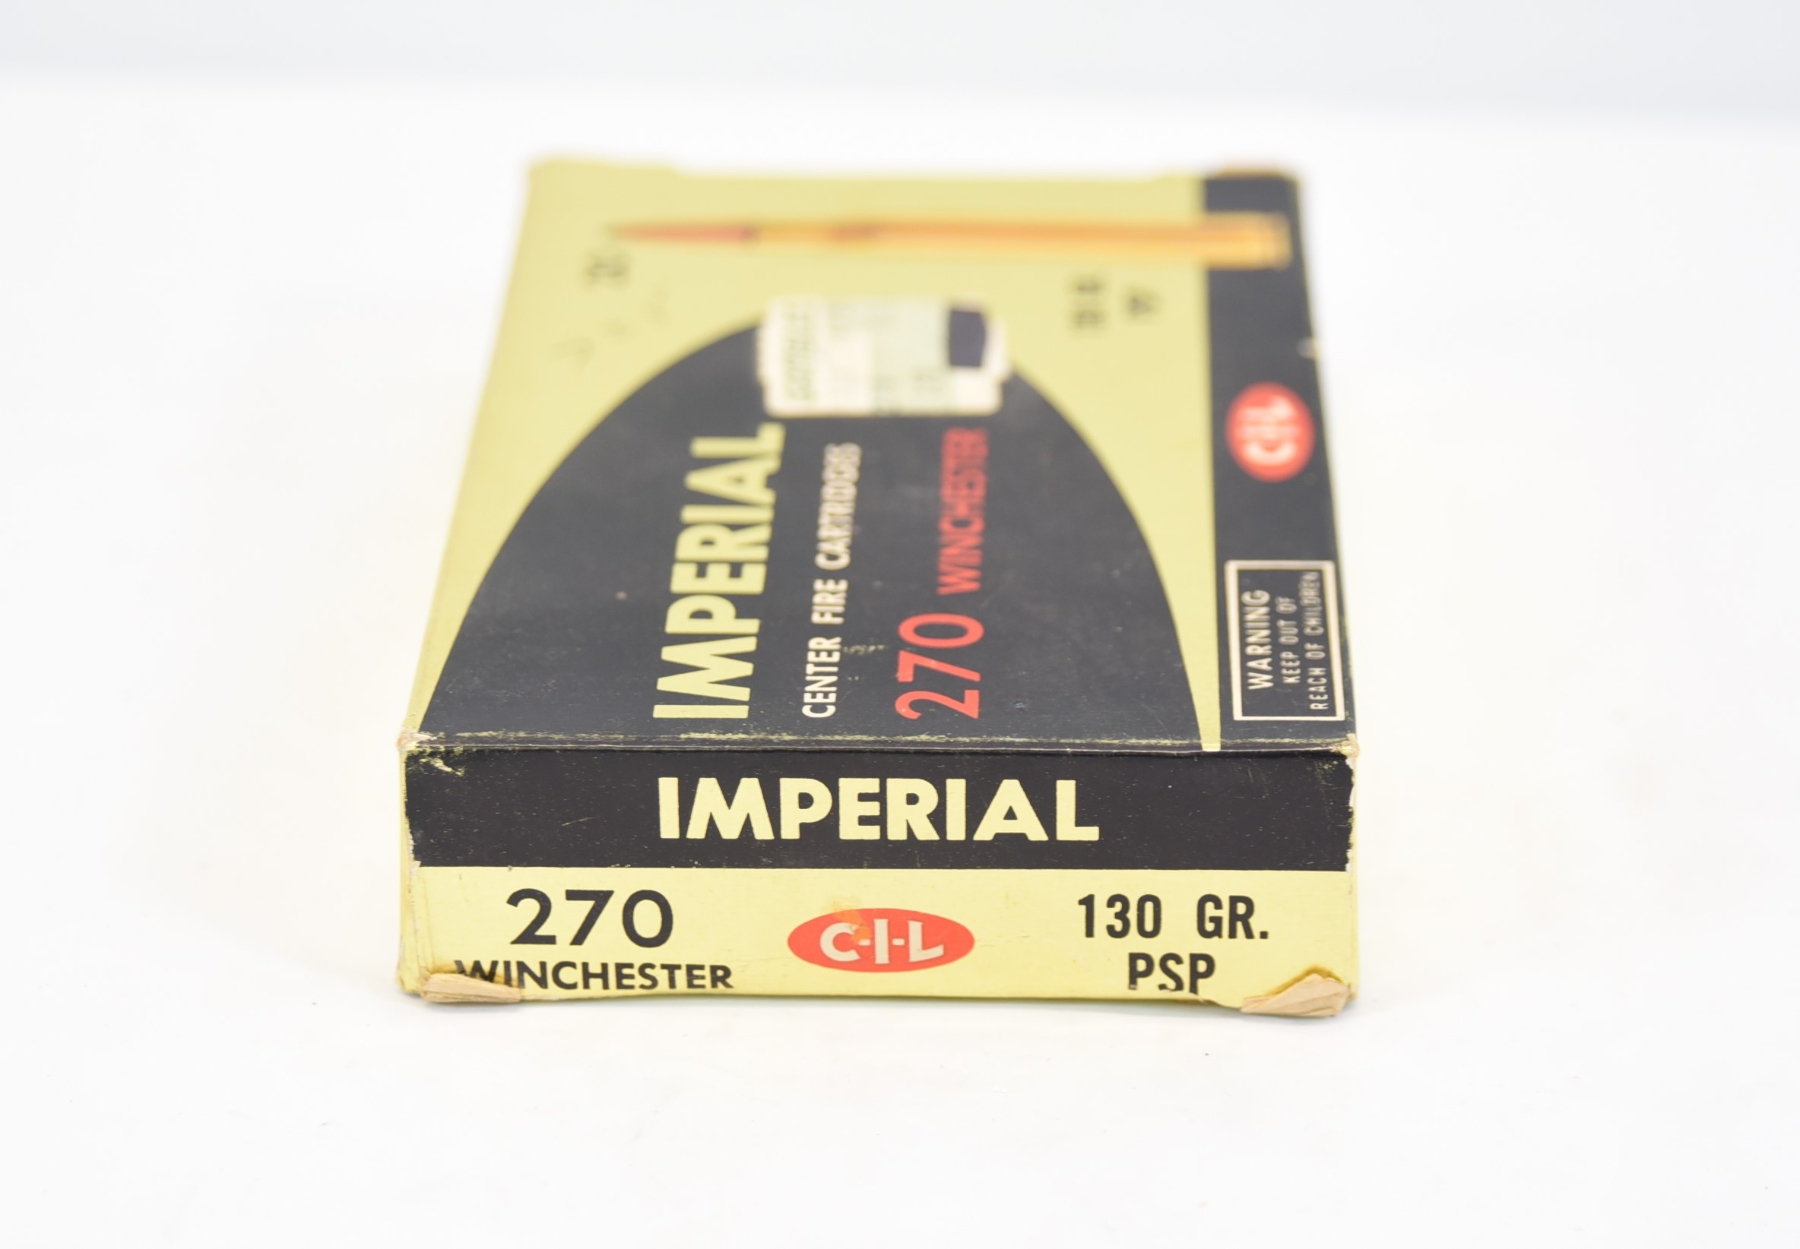 IMPERIAL
CENTER FIRE CARTRIDGES
270 WINCHESTER
C-I-L
WARNING
KEEP OUT OF
REACH OF CHILDREN
IMPERIAL
270
WINCHESTER
C-I-L
130 GR.
PSP